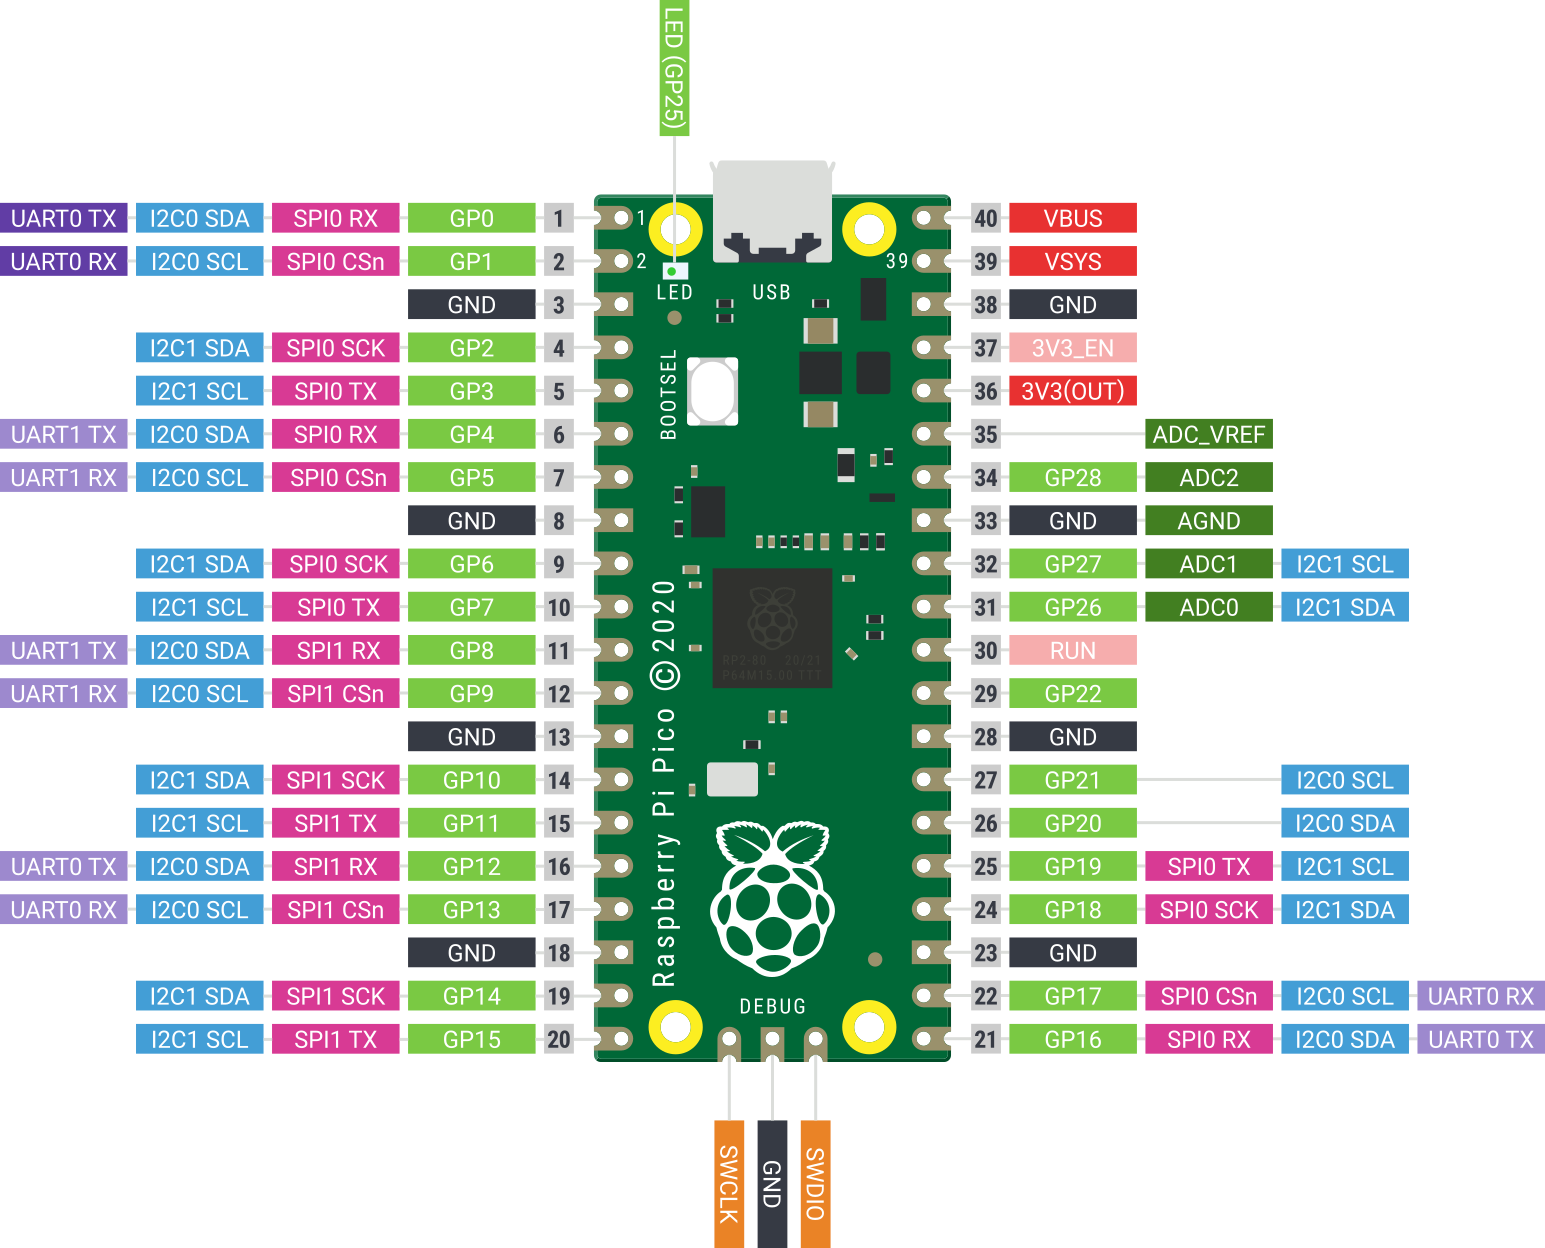 LED (GP25)
UART0 TX I2C0 SDA SPI0 RX GP0 1 1 40 VBUS
UART0 RX I2C0 SCL SPI0 CSn GP1 2 2 39 39 VSYS
LED USB
GND 3 38 GND
I2C1 SDA SPI0 SCK GP2 4 37 3V3_EN
I2C1 SCL SPI0 TX GP3 5 BOOTSEL 36 3V3(OUT)
UART1 TX I2C0 SDA SPI0 RX GP4 6 35 ADC_VREF
UART1 RX I2C0 SCL SPI0 CSn GP5 7 34 GP28 ADC2
GND 8 33 GND AGND
I2C1 SDA SPI0 SCK GP6 9 32 GP27 ADC1 I2C1 SCL
I2C1 SCL SPI0 TX GP7 10 31 GP26 ADC0 I2C1 SDA
UART1 TX I2C0 SDA SPI1 RX GP8 11 30 RUN
RP2-B0 20/21
P64M15.00 TTT
UART1 RX I2C0 SCL SPI1 CSn GP9 12 29 GP22
GND 13 28 GND
I2C1 SDA SPI1 SCK GP10 14 27 GP21 I2C0 SCL
Raspberry Pi Pico ©2020
I2C1 SCL SPI1 TX GP11 15 26 GP20 I2C0 SDA
UART0 TX I2C0 SDA SPI1 RX GP12 16 25 GP19 SPI0 TX I2C1 SCL
UART0 RX I2C0 SCL SPI1 CSn GP13 17 24 GP18 SPI0 SCK I2C1 SDA
GND 18 23 GND
I2C1 SDA SPI1 SCK GP14 19 22 GP17 SPI0 CSn I2C0 SCL UART0 RX
DEBUG
I2C1 SCL SPI1 TX GP15 20 21 GP16 SPI0 RX I2C0 SDA UART0 TX
SWCLK GND SWDIO